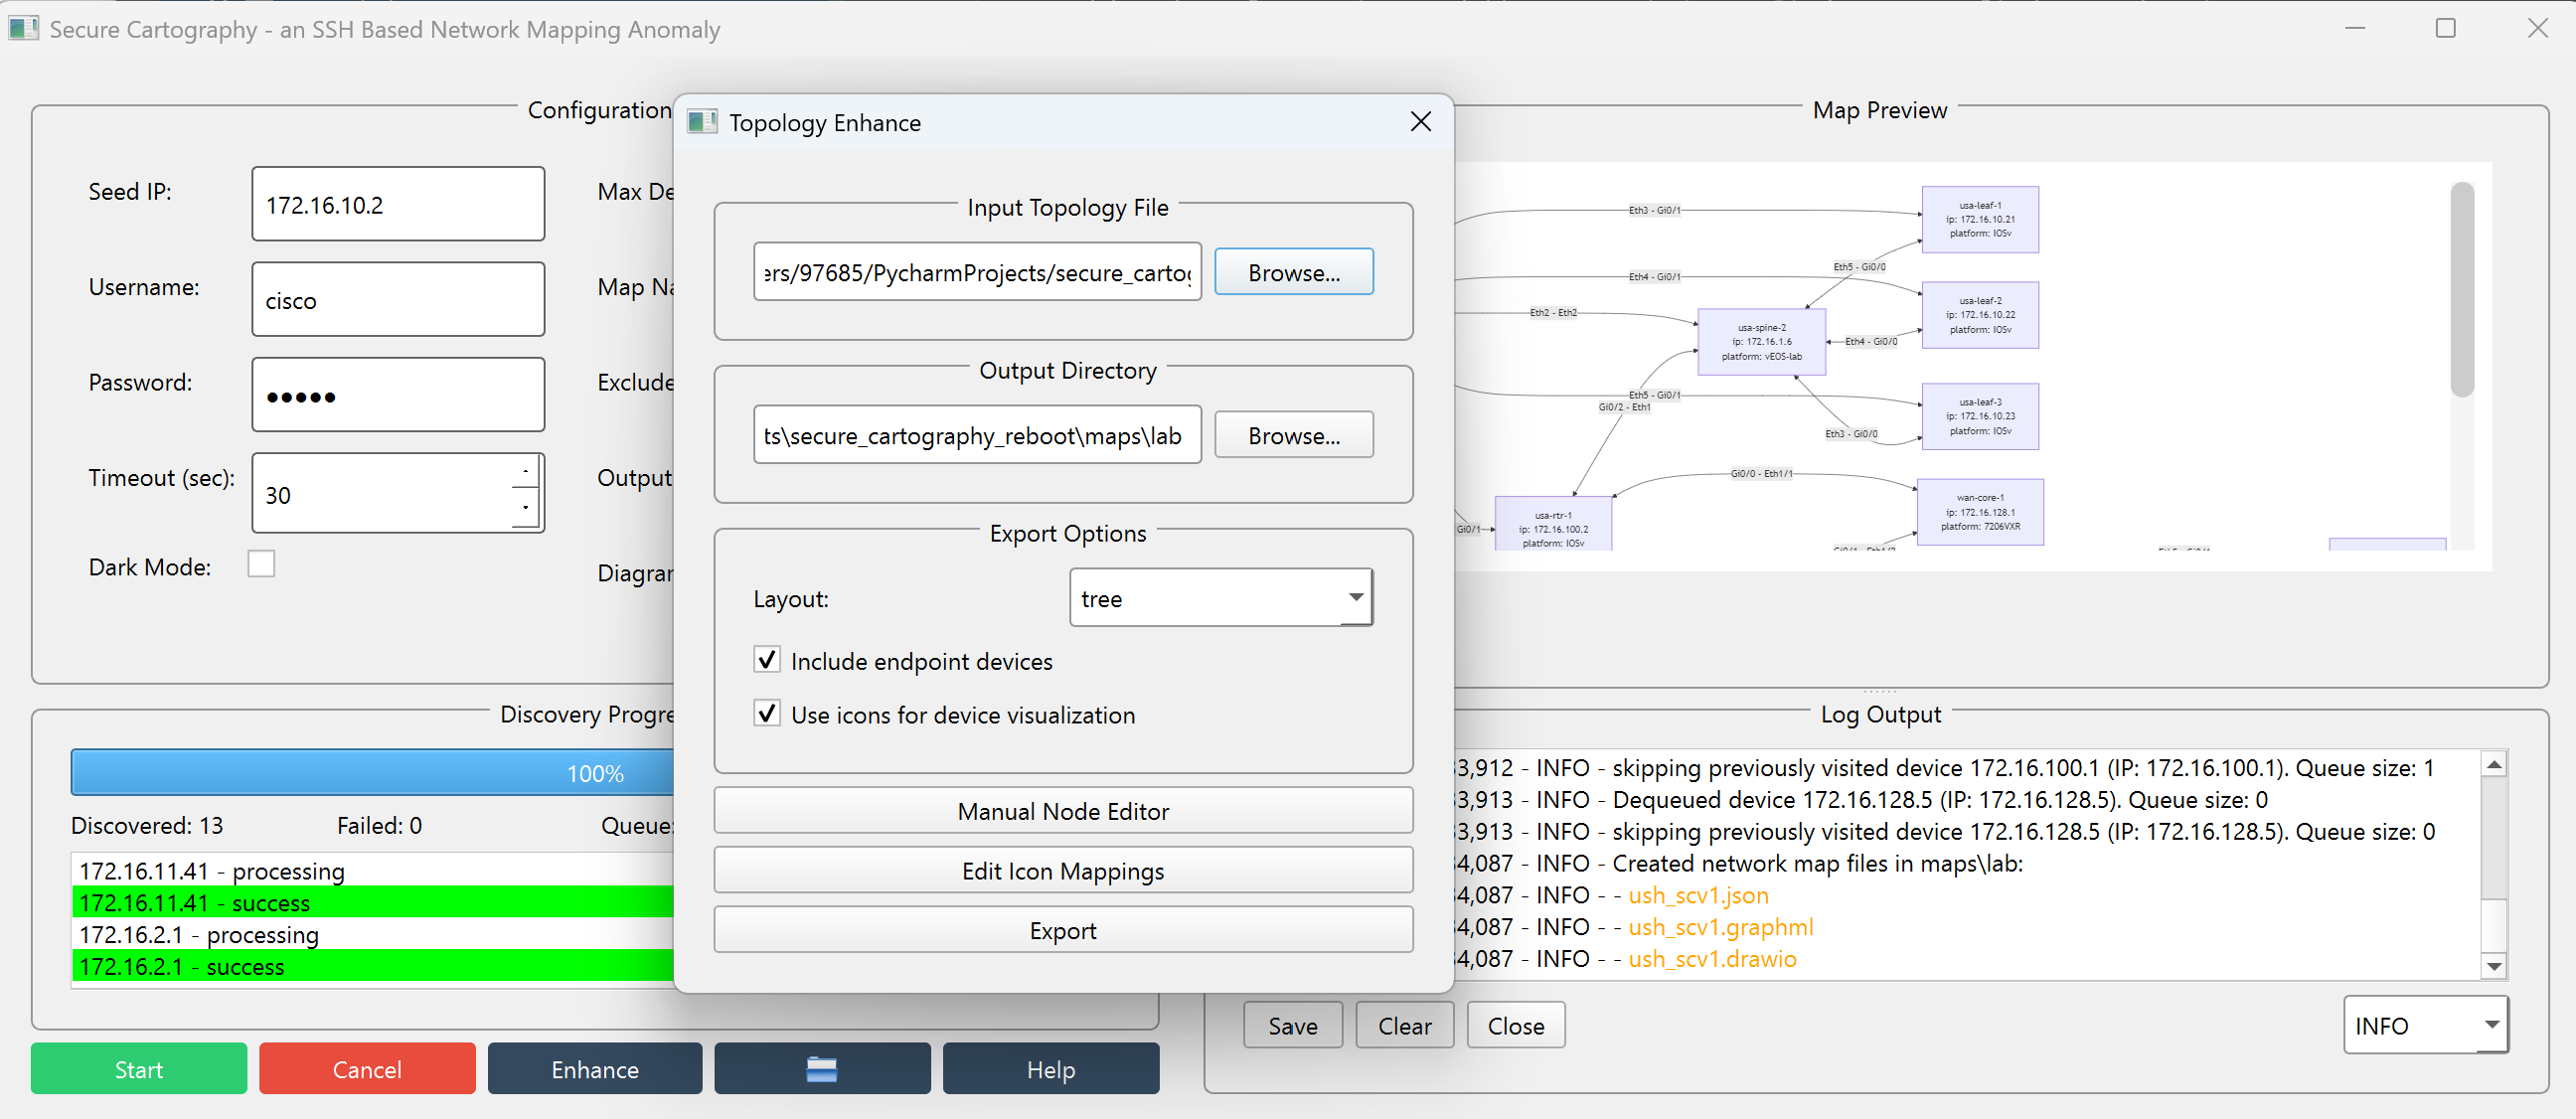 Secure Cartography - an SSH Based Network Mapping Anomaly
Configuration
Seed IP:
172.16.10.2
Max De
Username:
cisco
Map Na
Password:
●●●●●
Exclude
Timeout (sec):
30
Output
Dark Mode:
Diagrar
Topology Enhance
Input Topology File
ers/97685/PycharmProjects/secure_cartog
Browse...
Output Directory
ts\secure_cartography_reboot\maps\lab
Browse...
Export Options
Layout:
tree
Include endpoint devices
Use icons for device visualization
Manual Node Editor
Edit Icon Mappings
Export
Map Preview
Eth3 - Gi0/1
usa-leaf-1
ip: 172.16.10.21
platform: IOSv
Eth5 - Gi0/0
Eth4 - Gi0/1
usa-leaf-2
ip: 172.16.10.22
platform: IOSv
Eth2 - Eth2
usa-spine-2
ip: 172.16.1.6
platform: vEOS-lab
Eth4 - Gi0/0
Eth5 - Gi0/1
Gi0/2 - Eth1
usa-leaf-3
ip: 172.16.10.23
platform: IOSv
Eth3 - Gi0/0
Gi0/0 - Eth1/1
wan-core-1
ip: 172.16.128.1
platform: 7206VXR
usa-rtr-1
ip: 172.16.100.2
platform: IOSv
Gi0/1
Discovery Progre
100%
Discovered: 13
Failed: 0
Queue:
172.16.11.41 - processing
172.16.11.41 - success
172.16.2.1 - processing
172.16.2.1 - success
Start
Cancel
Enhance
Help
Log Output
3,912 - INFO - skipping previously visited device 172.16.100.1 (IP: 172.16.100.1). Queue size: 1
3,913 - INFO - Dequeued device 172.16.128.5 (IP: 172.16.128.5). Queue size: 0
3,913 - INFO - skipping previously visited device 172.16.128.5 (IP: 172.16.128.5). Queue size: 0
4,087 - INFO - Created network map files in maps\lab:
4,087 - INFO - - ush_scv1.json
4,087 - INFO - - ush_scv1.graphml
4,087 - INFO - - ush_scv1.drawio
Save
Clear
Close
INFO